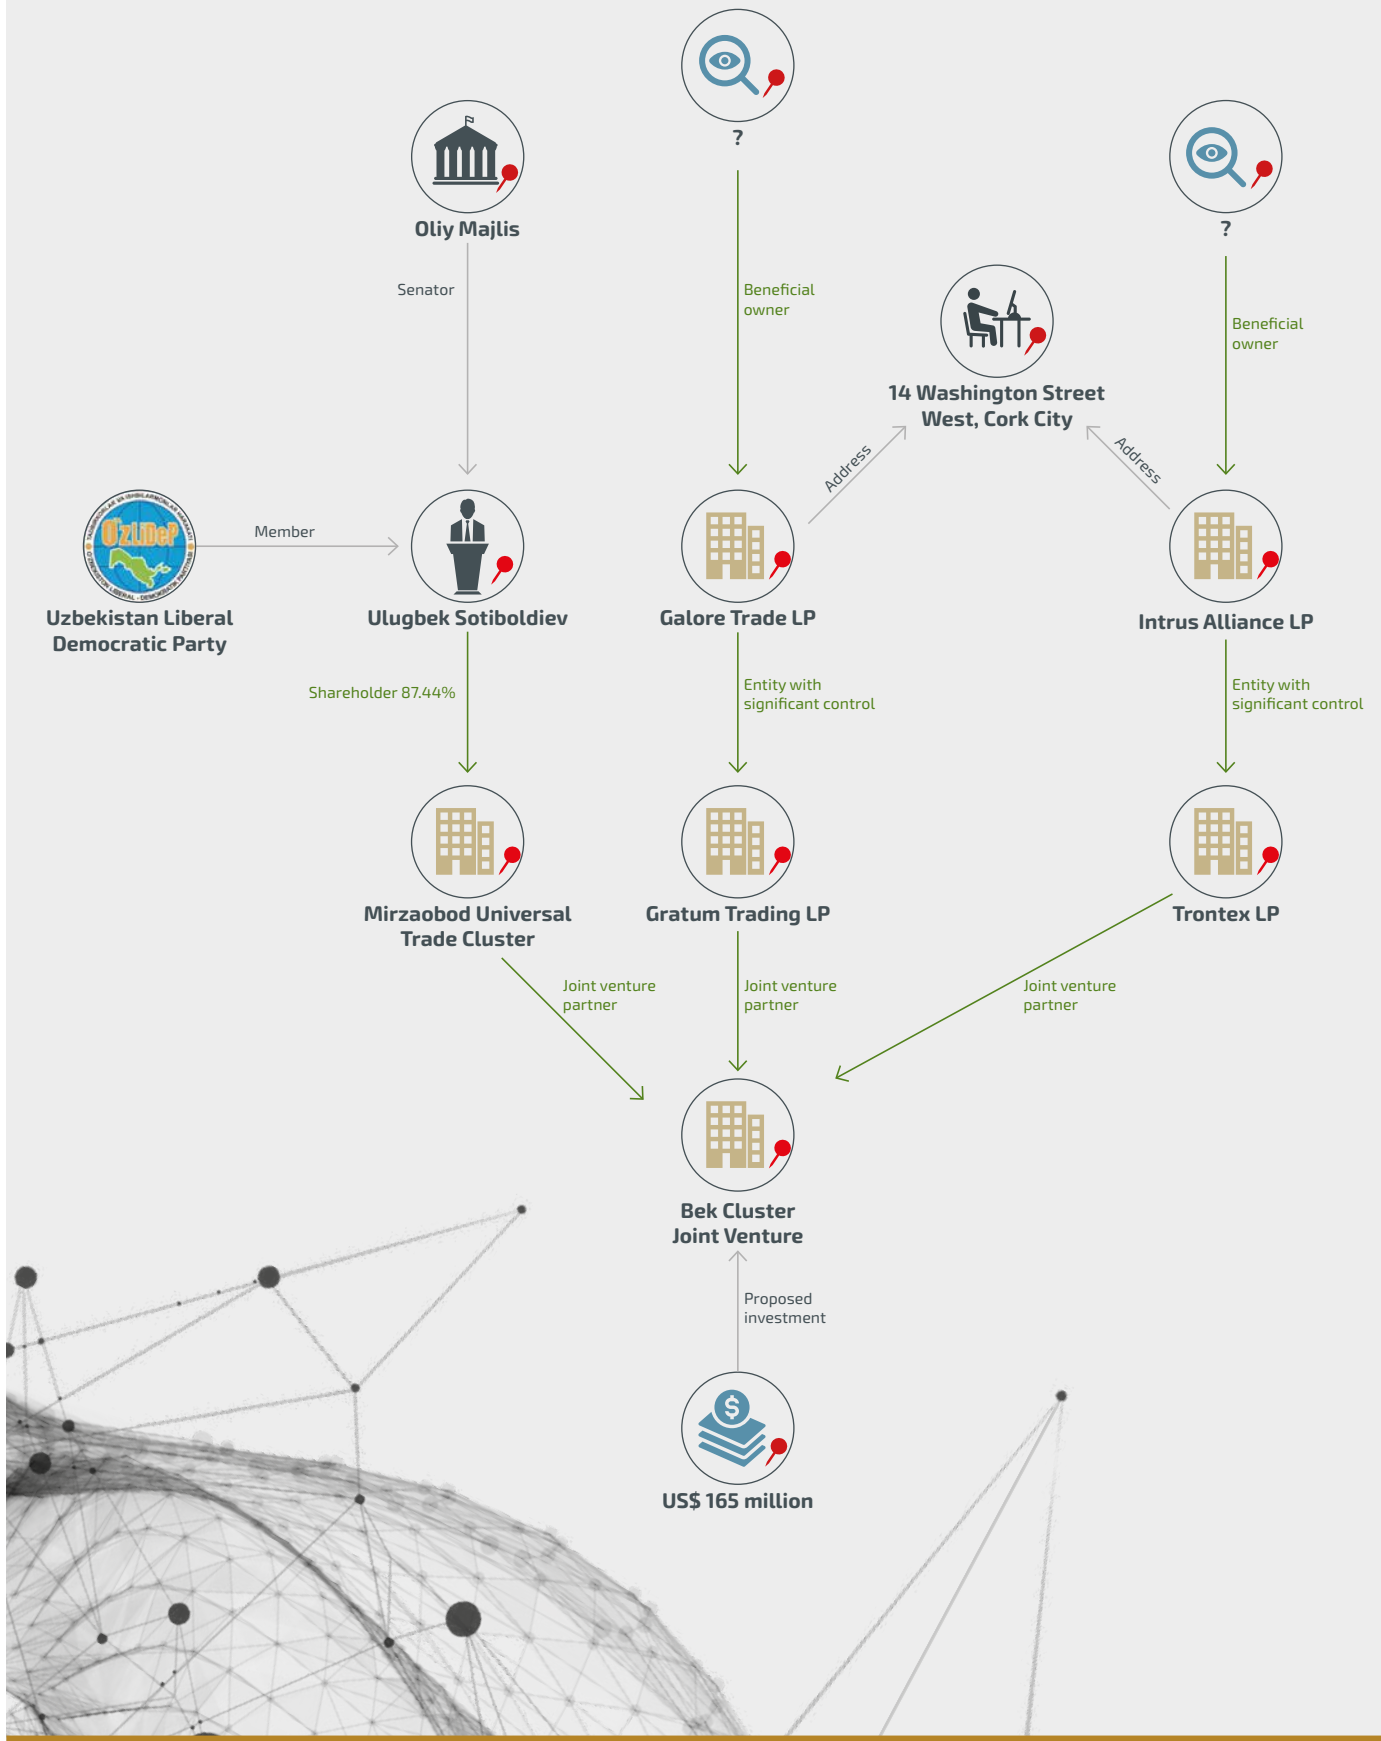 ?
Oliy Majlis
?
Senator
Beneficial
owner
Beneficial
owner
14 Washington Street
West, Cork City
Address
Address
O'zLiDeP
Member
Uzbekistan Liberal
Democratic Party
Ulugbek Sotiboldiev
Galore Trade LP
Intrus Alliance LP
Shareholder 87.44%
Entity with
significant control
Entity with
significant control
Mirzaobod Universal
Trade Cluster
Gratum Trading LP
Trontex LP
Joint venture
partner
Joint venture
partner
Joint venture
partner
Bek Cluster
Joint Venture
Proposed
investment
$
US$ 165 million